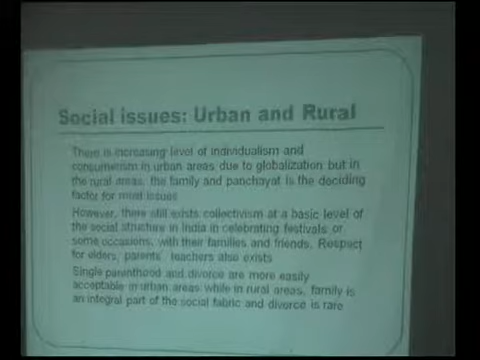 Social issues: Urban and Rural
There is increasing level of individualism and
consumerism in urban areas due to globalization but in
the rural areas, the family and panchayat is the deciding
factor for most issues
However, there still exists collectivism at a basic level of
the social structure in India in celebrating festivals or
some occasions, with their families and friends. Respect
for elders, parents' teachers also exists
Single parenthood and divorce are more easily
acceptable in urban areas while in rural areas, family is
an integral part of the social fabric and divorce is rare